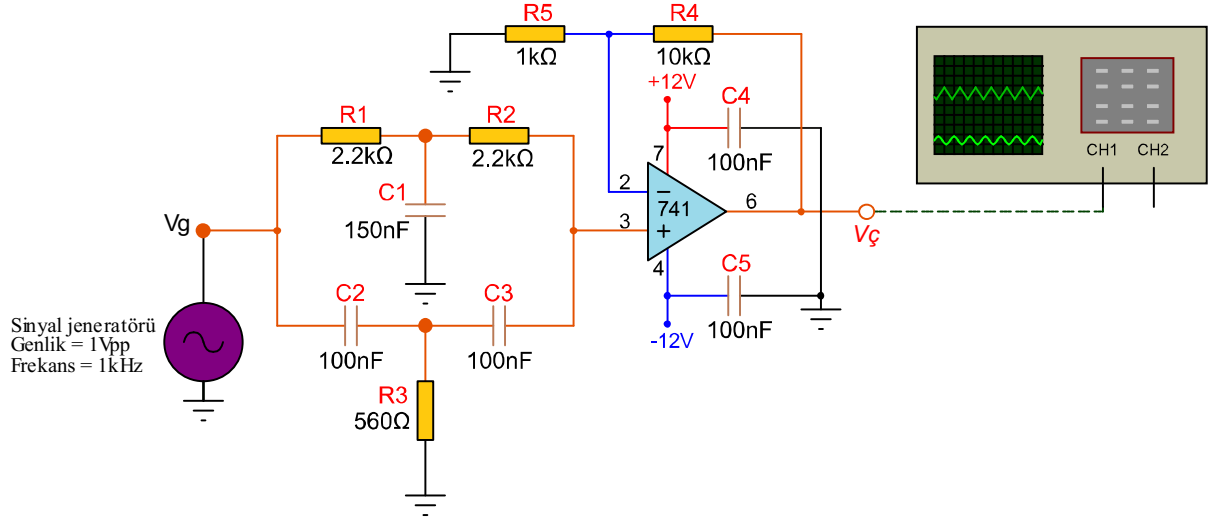 R5
1kΩ
R4
10kΩ
+12V
C4
100nF
R1
2.2kΩ
R2
2.2kΩ
C1
150nF
7
2
3
741
6
4
Vç
CH1 CH2
Vg
C5
100nF
-12V
C2
100nF
C3
100nF
Sinyal jeneratörü
Genlik = 1Vpp
Frekans = 1kHz
R3
560Ω